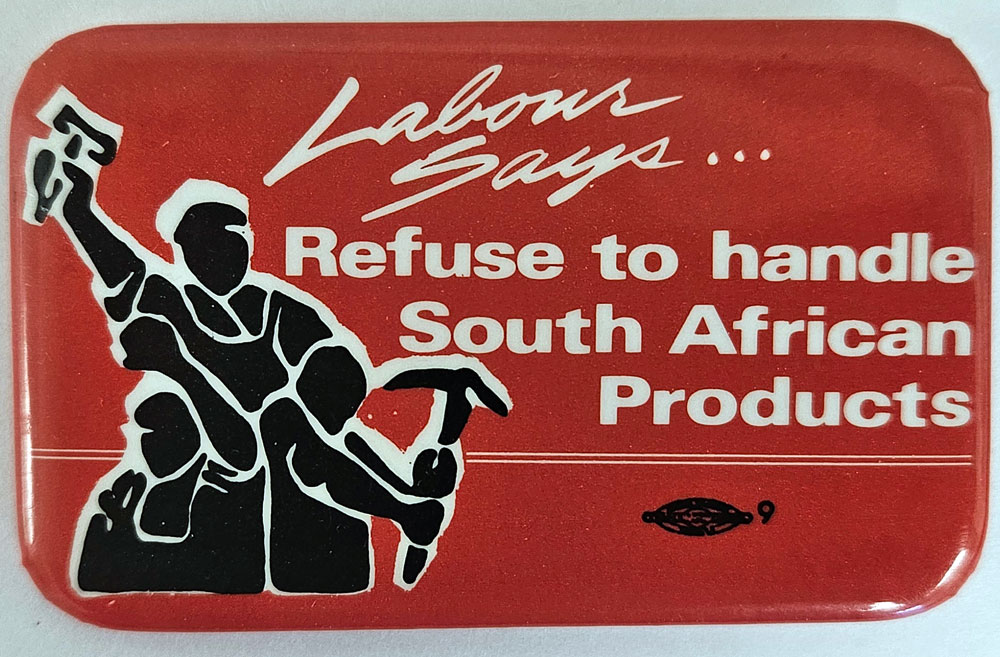 Labour
Says...
Refuse to handle
South African
Products
9